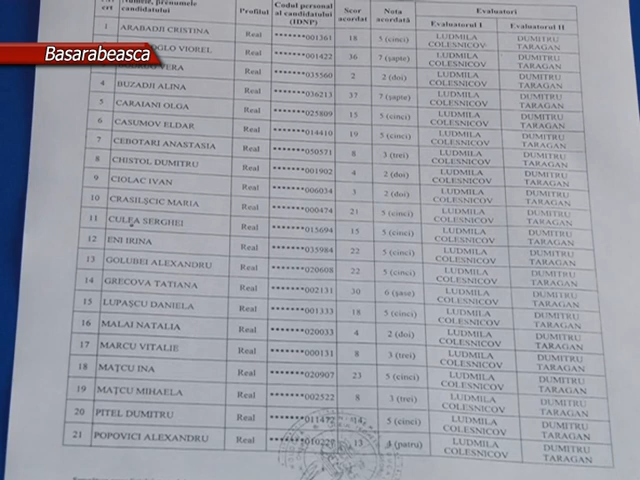 Basarabeasca
Numele, prenumele candidatului Profilul Codul personal al candidatului (IDNP) Scor acordat Nota acordată Evaluatori
Evaluatorul I Evaluatorul II
1 ARABADJI CRISTINA Real *******001361 18 5 (cinci) LUDMILA COLESNICOV DUMITRU TARAGAN
OGLO VIOREL Real *******001422 36 7 (șapte) LUDMILA COLESNICOV DUMITRU TARAGAN
VERA Real *******035560 2 2 (doi) LUDMILA COLESNICOV DUMITRU TARAGAN
4 BUZADJI ALINA Real *******036213 37 7 (șapte) LUDMILA COLESNICOV DUMITRU TARAGAN
5 CARAIANI OLGA Real *******025809 15 5 (cinci) LUDMILA COLESNICOV DUMITRU TARAGAN
6 CASUMOV ELDAR Real *******014410 19 5 (cinci) LUDMILA COLESNICOV DUMITRU TARAGAN
7 CEBOTARI ANASTASIA Real *******050571 8 3 (trei) LUDMILA COLESNICOV DUMITRU TARAGAN
8 CHISTOL DUMITRU Real *******001902 4 2 (doi) LUDMILA COLESNICOV DUMITRU TARAGAN
9 CIOLAC IVAN Real *******006034 3 2 (doi) LUDMILA COLESNICOV DUMITRU TARAGAN
10 CRASILȘCIC MARIA Real *******000474 21 5 (cinci) LUDMILA COLESNICOV DUMITRU TARAGAN
11 CULEA SERGHEI Real *******015694 15 5 (cinci) LUDMILA COLESNICOV DUMITRU TARAGAN
12 ENI IRINA Real *******035984 22 5 (cinci) LUDMILA COLESNICOV DUMITRU TARAGAN
13 GOLUBEI ALEXANDRU Real *******020608 22 5 (cinci) LUDMILA COLESNICOV DUMITRU TARAGAN
14 GRECOVA TATIANA Real *******002131 30 6 (șase) LUDMILA COLESNICOV DUMITRU TARAGAN
15 LUPAȘCU DANIELA Real *******001333 18 5 (cinci) LUDMILA COLESNICOV DUMITRU TARAGAN
16 MALAI NATALIA Real *******020033 4 2 (doi) LUDMILA COLESNICOV DUMITRU TARAGAN
17 MARCU VITALIE Real *******000131 8 3 (trei) LUDMILA COLESNICOV DUMITRU TARAGAN
18 MAȚCU INA Real *******020907 23 5 (cinci) LUDMILA COLESNICOV DUMITRU TARAGAN
19 MAȚCU MIHAELA Real *******002522 8 3 (trei) LUDMILA COLESNICOV DUMITRU TARAGAN
20 PITEL DUMITRU Real *******011472 14 5 (cinci) LUDMILA COLESNICOV DUMITRU TARAGAN
21 POPOVICI ALEXANDRU Real 13 4 (patru) LUDMILA COLESNICOV DUMITRU TARAGAN